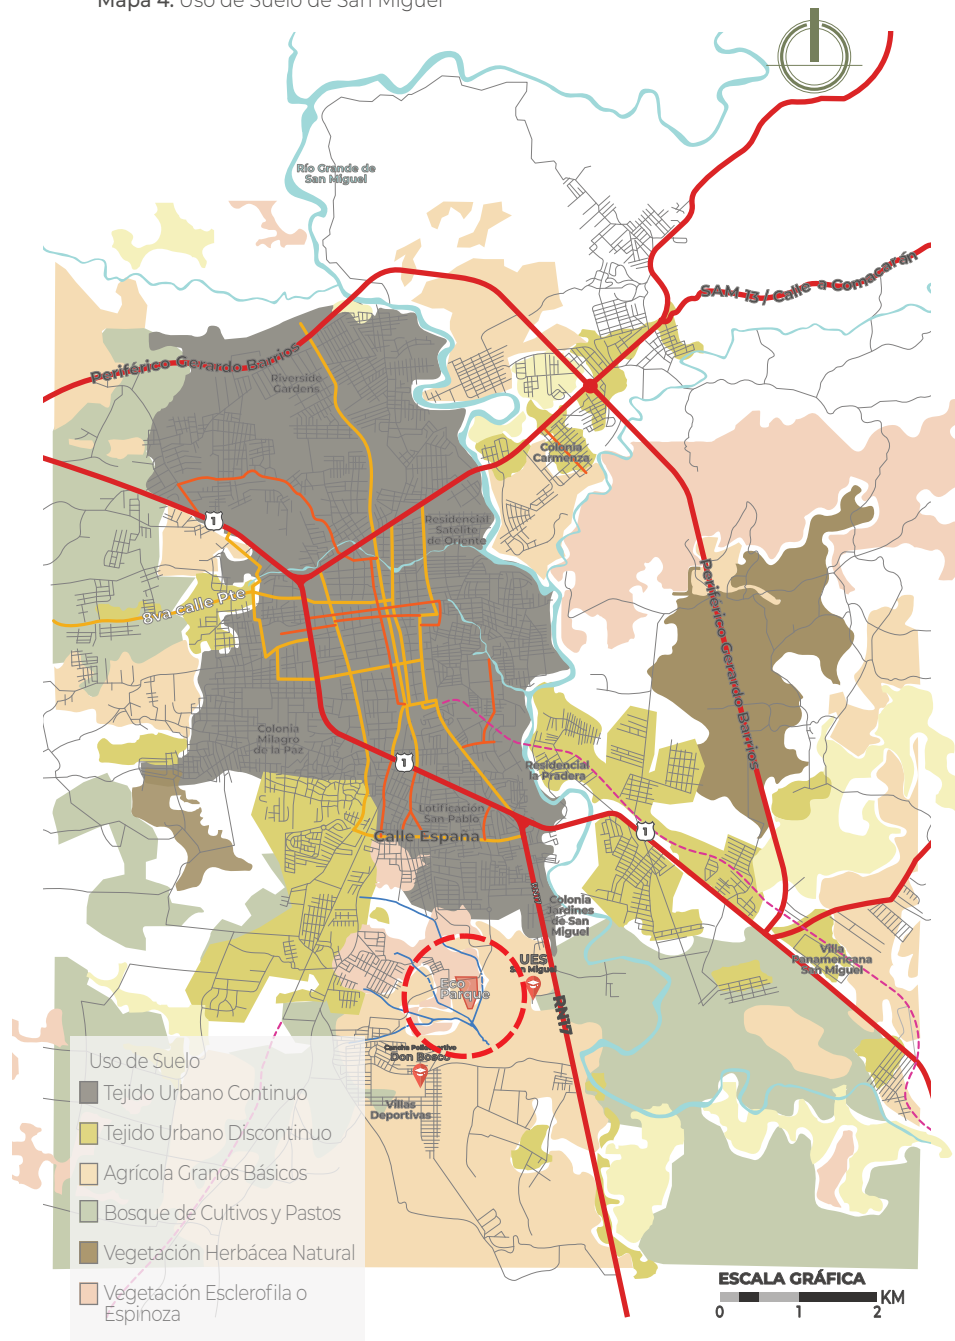 Mapa 4. Uso de Suelo de San Miguel
Río Grande de
San Miguel
SAM 13 / Calle a Comacarán
Periférico Gerardo Barrios
Riverside
Gardens
Colonia
Carmenza
1
Residencial
Satélite
de Oriente
8va calle Pte
Periférico Gerardo Barrios
Colonia
Milagro
de la Paz
1
Residencial
la Pradera
Lotificación
San Pablo
Calle España
1
Colonia
Jardines
de San
Miguel
Villa
Panamericana
San Miguel
UES
San Miguel
Eco
Parque
RN17
Cancha Polideportivo
Don Bosco
Villas
Deportivas
Uso de Suelo
Tejido Urbano Continuo
Tejido Urbano Discontinuo
Agrícola Granos Básicos
Bosque de Cultivos y Pastos
Vegetación Herbácea Natural
Vegetación Esclerofila o
Espinoza
ESCALA GRÁFICA
KM
0 1 2